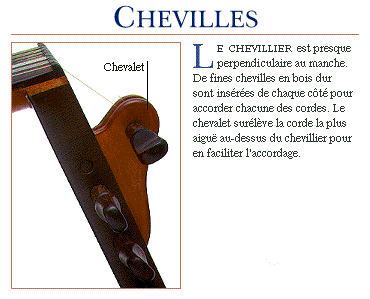 CHEVILLES
Chevalet
LE CHEVILLIER est presque
perpendiculaire au manche.
De fines chevilles en bois dur
sont insérées de chaque côté pour
accorder chacune des cordes. Le
chevalet surélève la corde la plus
aiguë au-dessus du chevillier pour
en faciliter l'accordage.